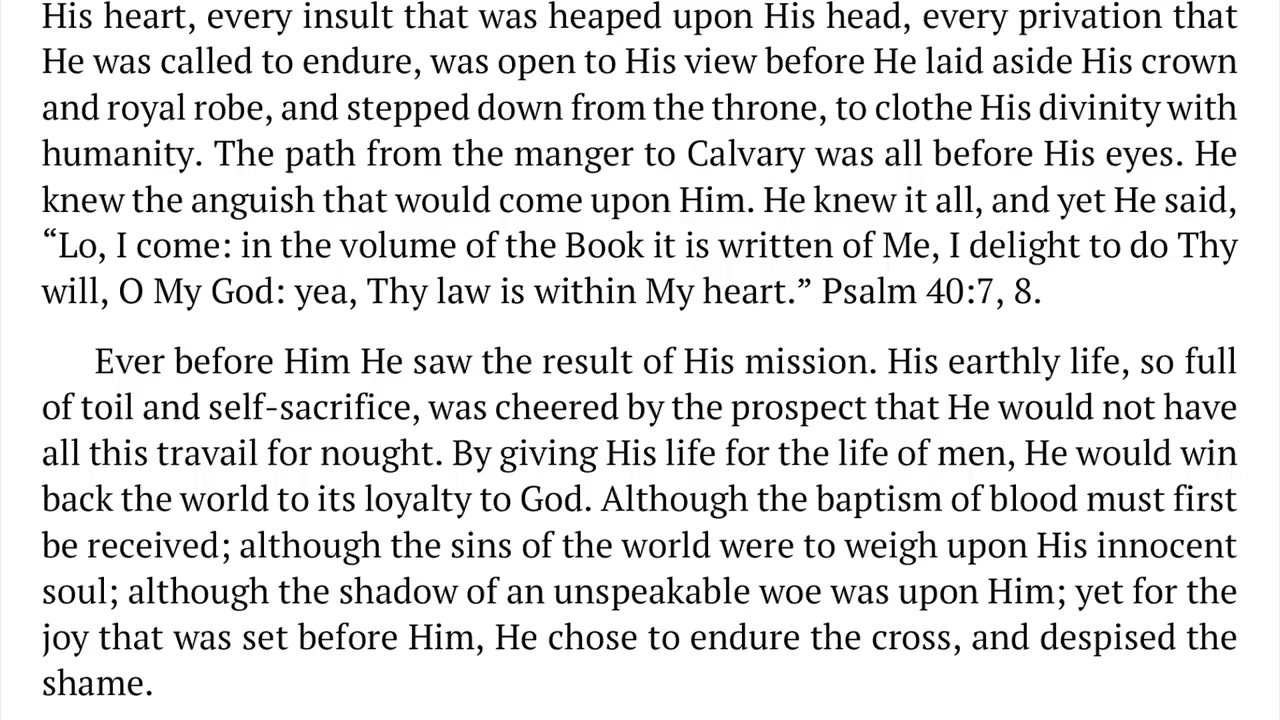 His heart, every insult that was heaped upon His head, every privation that
He was called to endure, was open to His view before He laid aside His crown
and royal robe, and stepped down from the throne, to clothe His divinity with
humanity. The path from the manger to Calvary was all before His eyes. He
knew the anguish that would come upon Him. He knew it all, and yet He said,
“Lo, I come: in the volume of the Book it is written of Me, I delight to do Thy
will, O My God: yea, Thy law is within My heart.” Psalm 40:7, 8.
Ever before Him He saw the result of His mission. His earthly life, so full
of toil and self-sacrifice, was cheered by the prospect that He would not have
all this travail for nought. By giving His life for the life of men, He would win
back the world to its loyalty to God. Although the baptism of blood must first
be received; although the sins of the world were to weigh upon His innocent
soul; although the shadow of an unspeakable woe was upon Him; yet for the
joy that was set before Him, He chose to endure the cross, and despised the
shame.